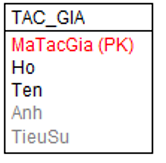 TAC_GIA
MaTacGia (PK)
Ho
Ten
Anh
TieuSu